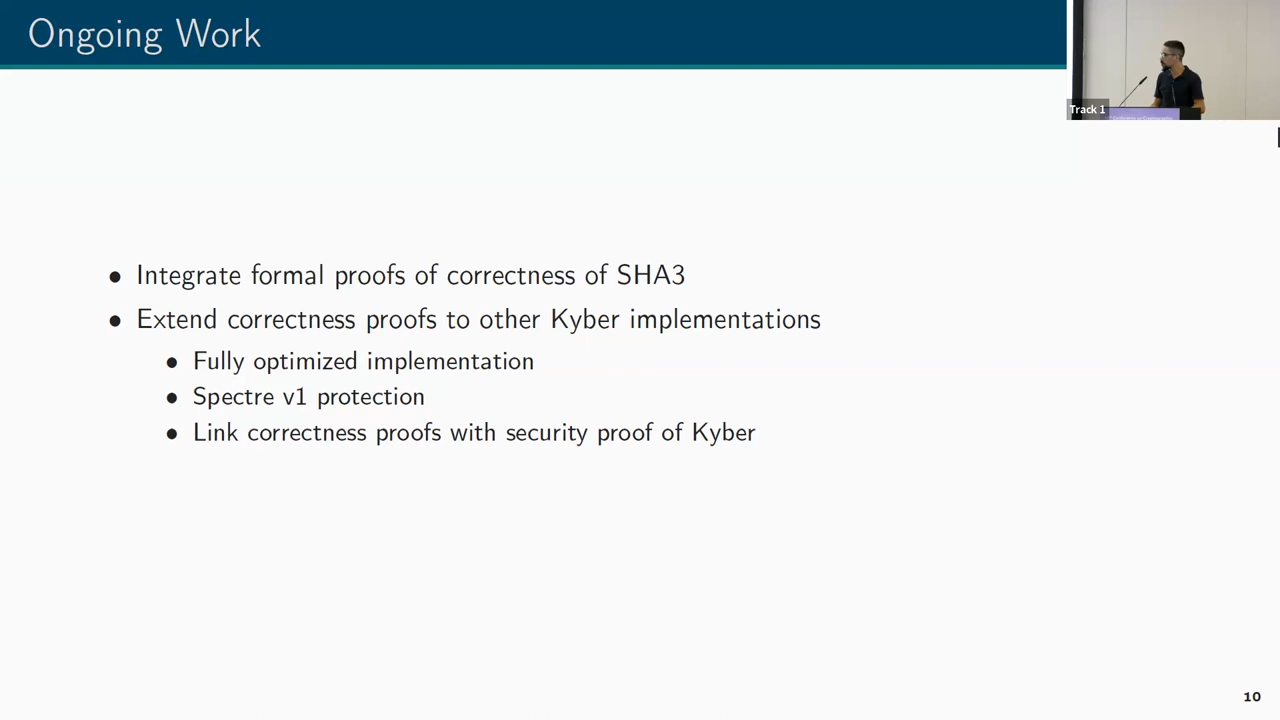 Ongoing Work
Track 1
• Integrate formal proofs of correctness of SHA3
• Extend correctness proofs to other Kyber implementations
• Fully optimized implementation
• Spectre v1 protection
• Link correctness proofs with security proof of Kyber
10